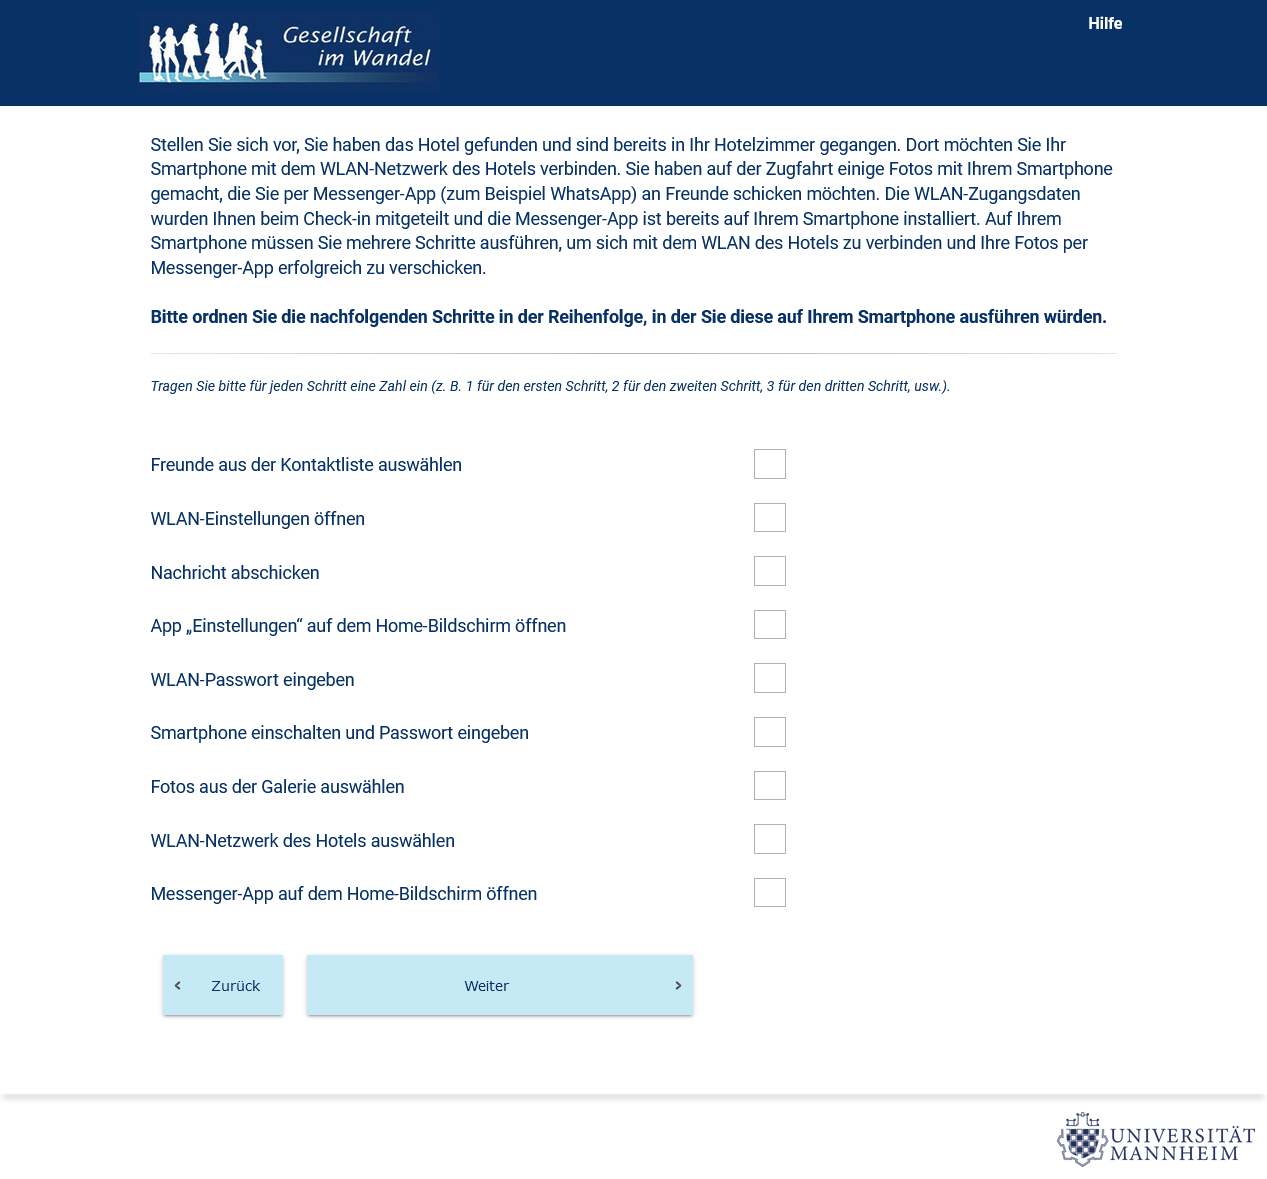 Gesellschaft
im Wandel
Hilfe
Stellen Sie sich vor, Sie haben das Hotel gefunden und sind bereits in Ihr Hotelzimmer gegangen. Dort möchten Sie Ihr
Smartphone mit dem WLAN-Netzwerk des Hotels verbinden. Sie haben auf der Zugfahrt einige Fotos mit Ihrem Smartphone
gemacht, die Sie per Messenger-App (zum Beispiel WhatsApp) an Freunde schicken möchten. Die WLAN-Zugangsdaten
wurden Ihnen beim Check-in mitgeteilt und die Messenger-App ist bereits auf Ihrem Smartphone installiert. Auf Ihrem
Smartphone müssen Sie mehrere Schritte ausführen, um sich mit dem WLAN des Hotels zu verbinden und Ihre Fotos per
Messenger-App erfolgreich zu verschicken.
Bitte ordnen Sie die nachfolgenden Schritte in der Reihenfolge, in der Sie diese auf Ihrem Smartphone ausführen würden.
Tragen Sie bitte für jeden Schritt eine Zahl ein (z. B. 1 für den ersten Schritt, 2 für den zweiten Schritt, 3 für den dritten Schritt, usw.).
Freunde aus der Kontaktliste auswählen
WLAN-Einstellungen öffnen
Nachricht abschicken
App „Einstellungen“ auf dem Home-Bildschirm öffnen
WLAN-Passwort eingeben
Smartphone einschalten und Passwort eingeben
Fotos aus der Galerie auswählen
WLAN-Netzwerk des Hotels auswählen
Messenger-App auf dem Home-Bildschirm öffnen
Zurück
Weiter
UNIVERSITÄT
MANNHEIM